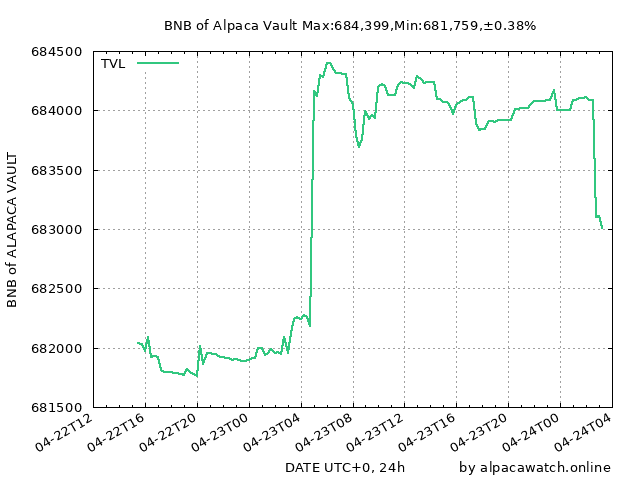 BNB of Alpaca Vault Max:684,399,Min:681,759,±0.38%
684500
TVL
684000
683500
683000
682500
682000
681500
BNB of ALAPACA VAULT
04-22T12
04-22T16
04-22T20
04-23T00
04-23T04
04-23T08
04-23T12
04-23T16
04-23T20
04-24T00
04-24T04
DATE UTC+0, 24h
by alpacawatch.online